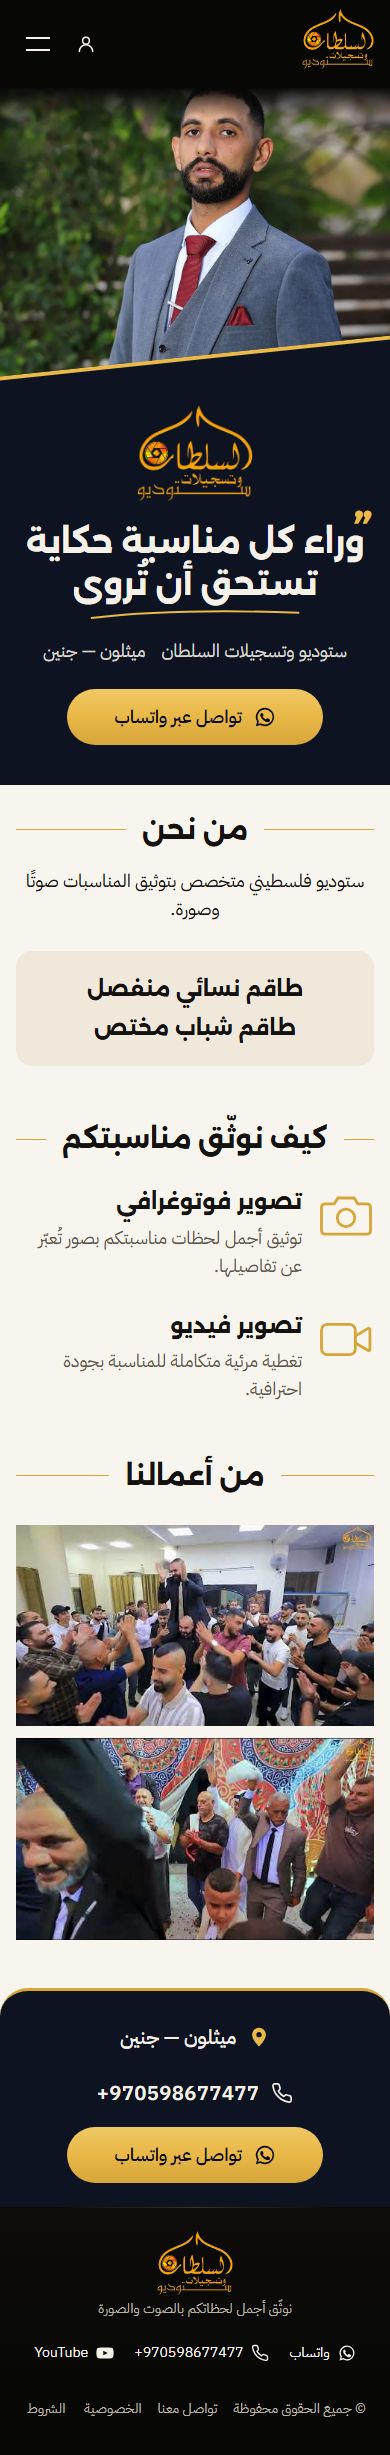 السلطان
وتسجيلات
ستوديو
السلطان
وتسجيلات
ستوديو
وراء كل مناسبة حكاية
تستحق أن تُروى
ستوديو وتسجيلات السلطان ميثلون — جنين
تواصل عبر واتساب
من نحن
ستوديو فلسطيني متخصص بتوثيق المناسبات صوتًا
وصورة.
طاقم نسائي منفصل
طاقم شباب مختص
كيف نوثّق مناسبتكم
تصوير فوتوغرافي
توثيق أجمل لحظات مناسبتكم بصور تُعبّر
عن تفاصيلها.
تصوير فيديو
تغطية مرئية متكاملة للمناسبة بجودة
احترافية.
من أعمالنا
ميثلون — جنين
+970598677477
تواصل عبر واتساب
السلطان
وتسجيلات
ستوديو
نوثّق أجمل لحظاتكم بالصوت والصورة
واتساب +970598677477 YouTube
© جميع الحقوق محفوظة تواصل معنا الخصوصية الشروط